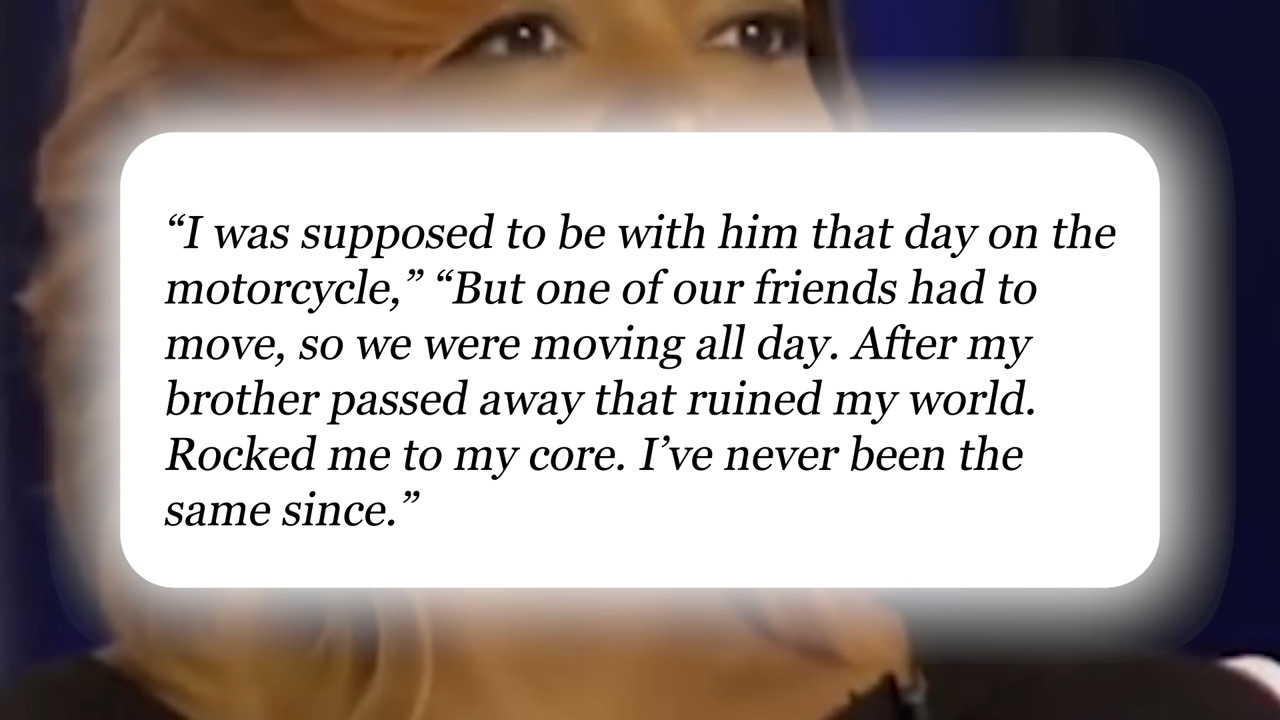 “I was supposed to be with him that day on the
motorcycle,” “But one of our friends had to
move, so we were moving all day. After my
brother passed away that ruined my world.
Rocked me to my core. I’ve never been the
same since.”